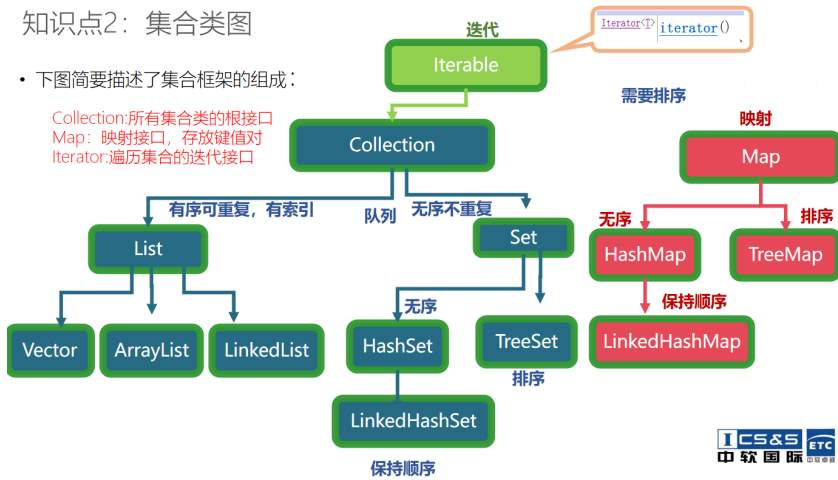 知识点2：集合类图
Iterator<T> iterator()
、
迭代
Iterable
• 下图简要描述了集合框架的组成：
需要排序
Collection:所有集合类的根接口
Map：映射接口，存放键值对
Iterator:遍历集合的迭代接口
Collection
映射
Map
有序可重复，有索引
队列
无序不重复
无序
排序
List
Set
HashMap
TreeMap
无序
保持顺序
Vector
ArrayList
LinkedList
HashSet
TreeSet
LinkedHashMap
排序
LinkedHashSet
保持顺序
ICS&S
ETC
中软国际